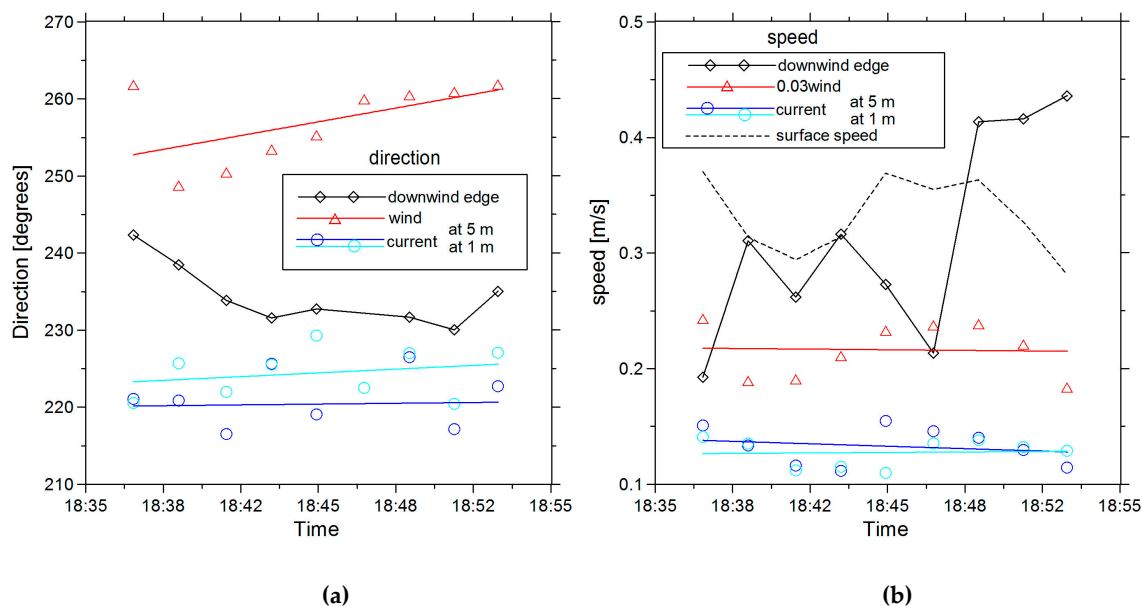 270
260
250
240
230
220
210
Direction [degrees]
direction
downwind edge
wind
current
at 5 m
at 1 m
18:35
18:38
18:42
18:45
18:48
18:52
18:55
Time
(a)
0.5
0.4
0.3
0.2
0.1
speed [m/s]
speed
downwind edge
0.03wind
current
at 5 m
at 1 m
surface speed
18:35
18:38
18:42
18:45
18:48
18:52
18:55
Time
(b)